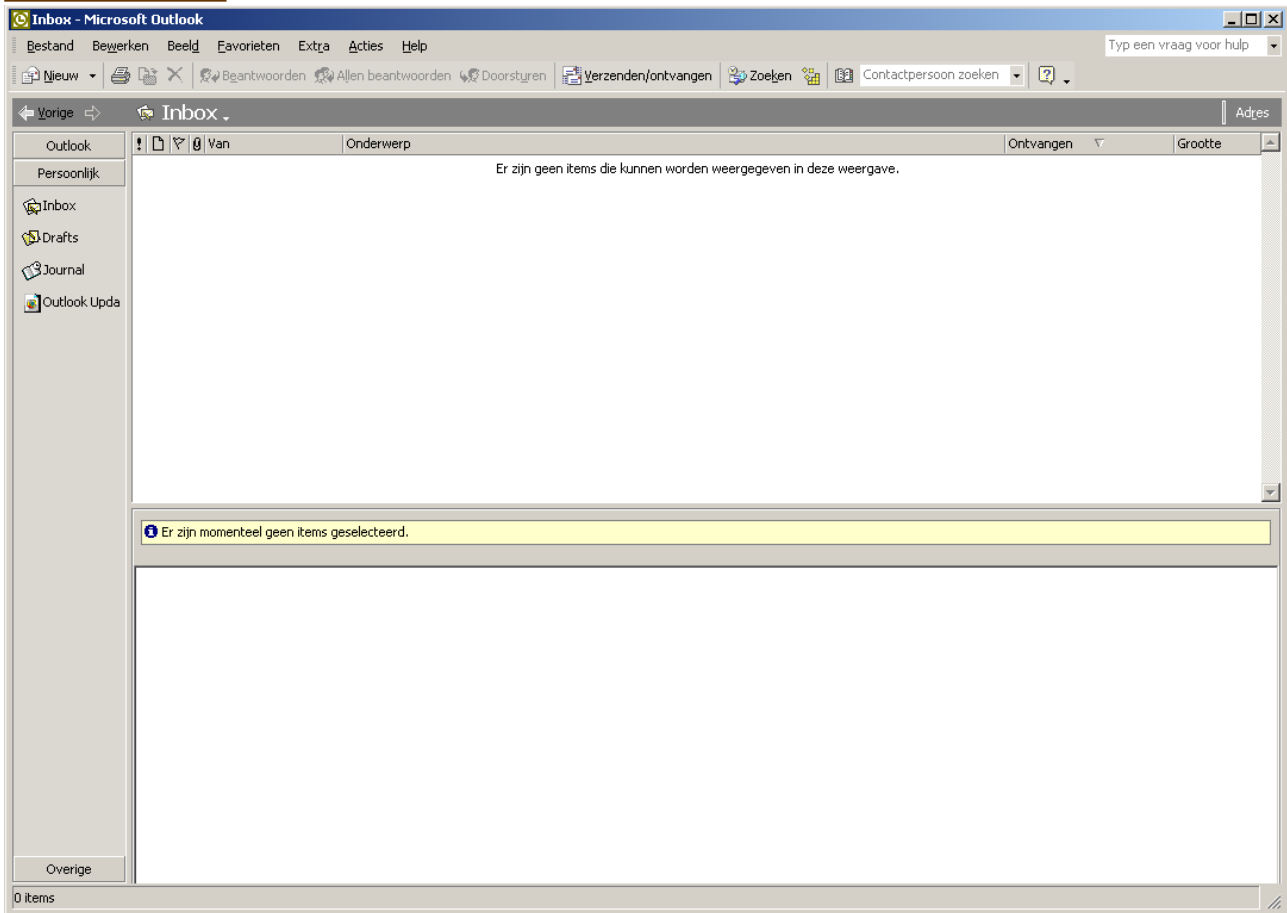 Inbox - Microsoft Outlook
Bestand Bewerken Beeld Favorieten Extra Acties Help Typ een vraag voor hulp
Nieuw Beantwoorden Allen beantwoorden Doorsturen Verzenden/ontvangen Zoeken Contactpersoon zoeken
Vorige Inbox Adres
Outlook ! Van Onderwerp Ontvangen Grootte
Persoonlijk Er zijn geen items die kunnen worden weergegeven in deze weergave.
Inbox
Drafts
Journal
Outlook Upda
Er zijn momenteel geen items geselecteerd.
Overige
0 items